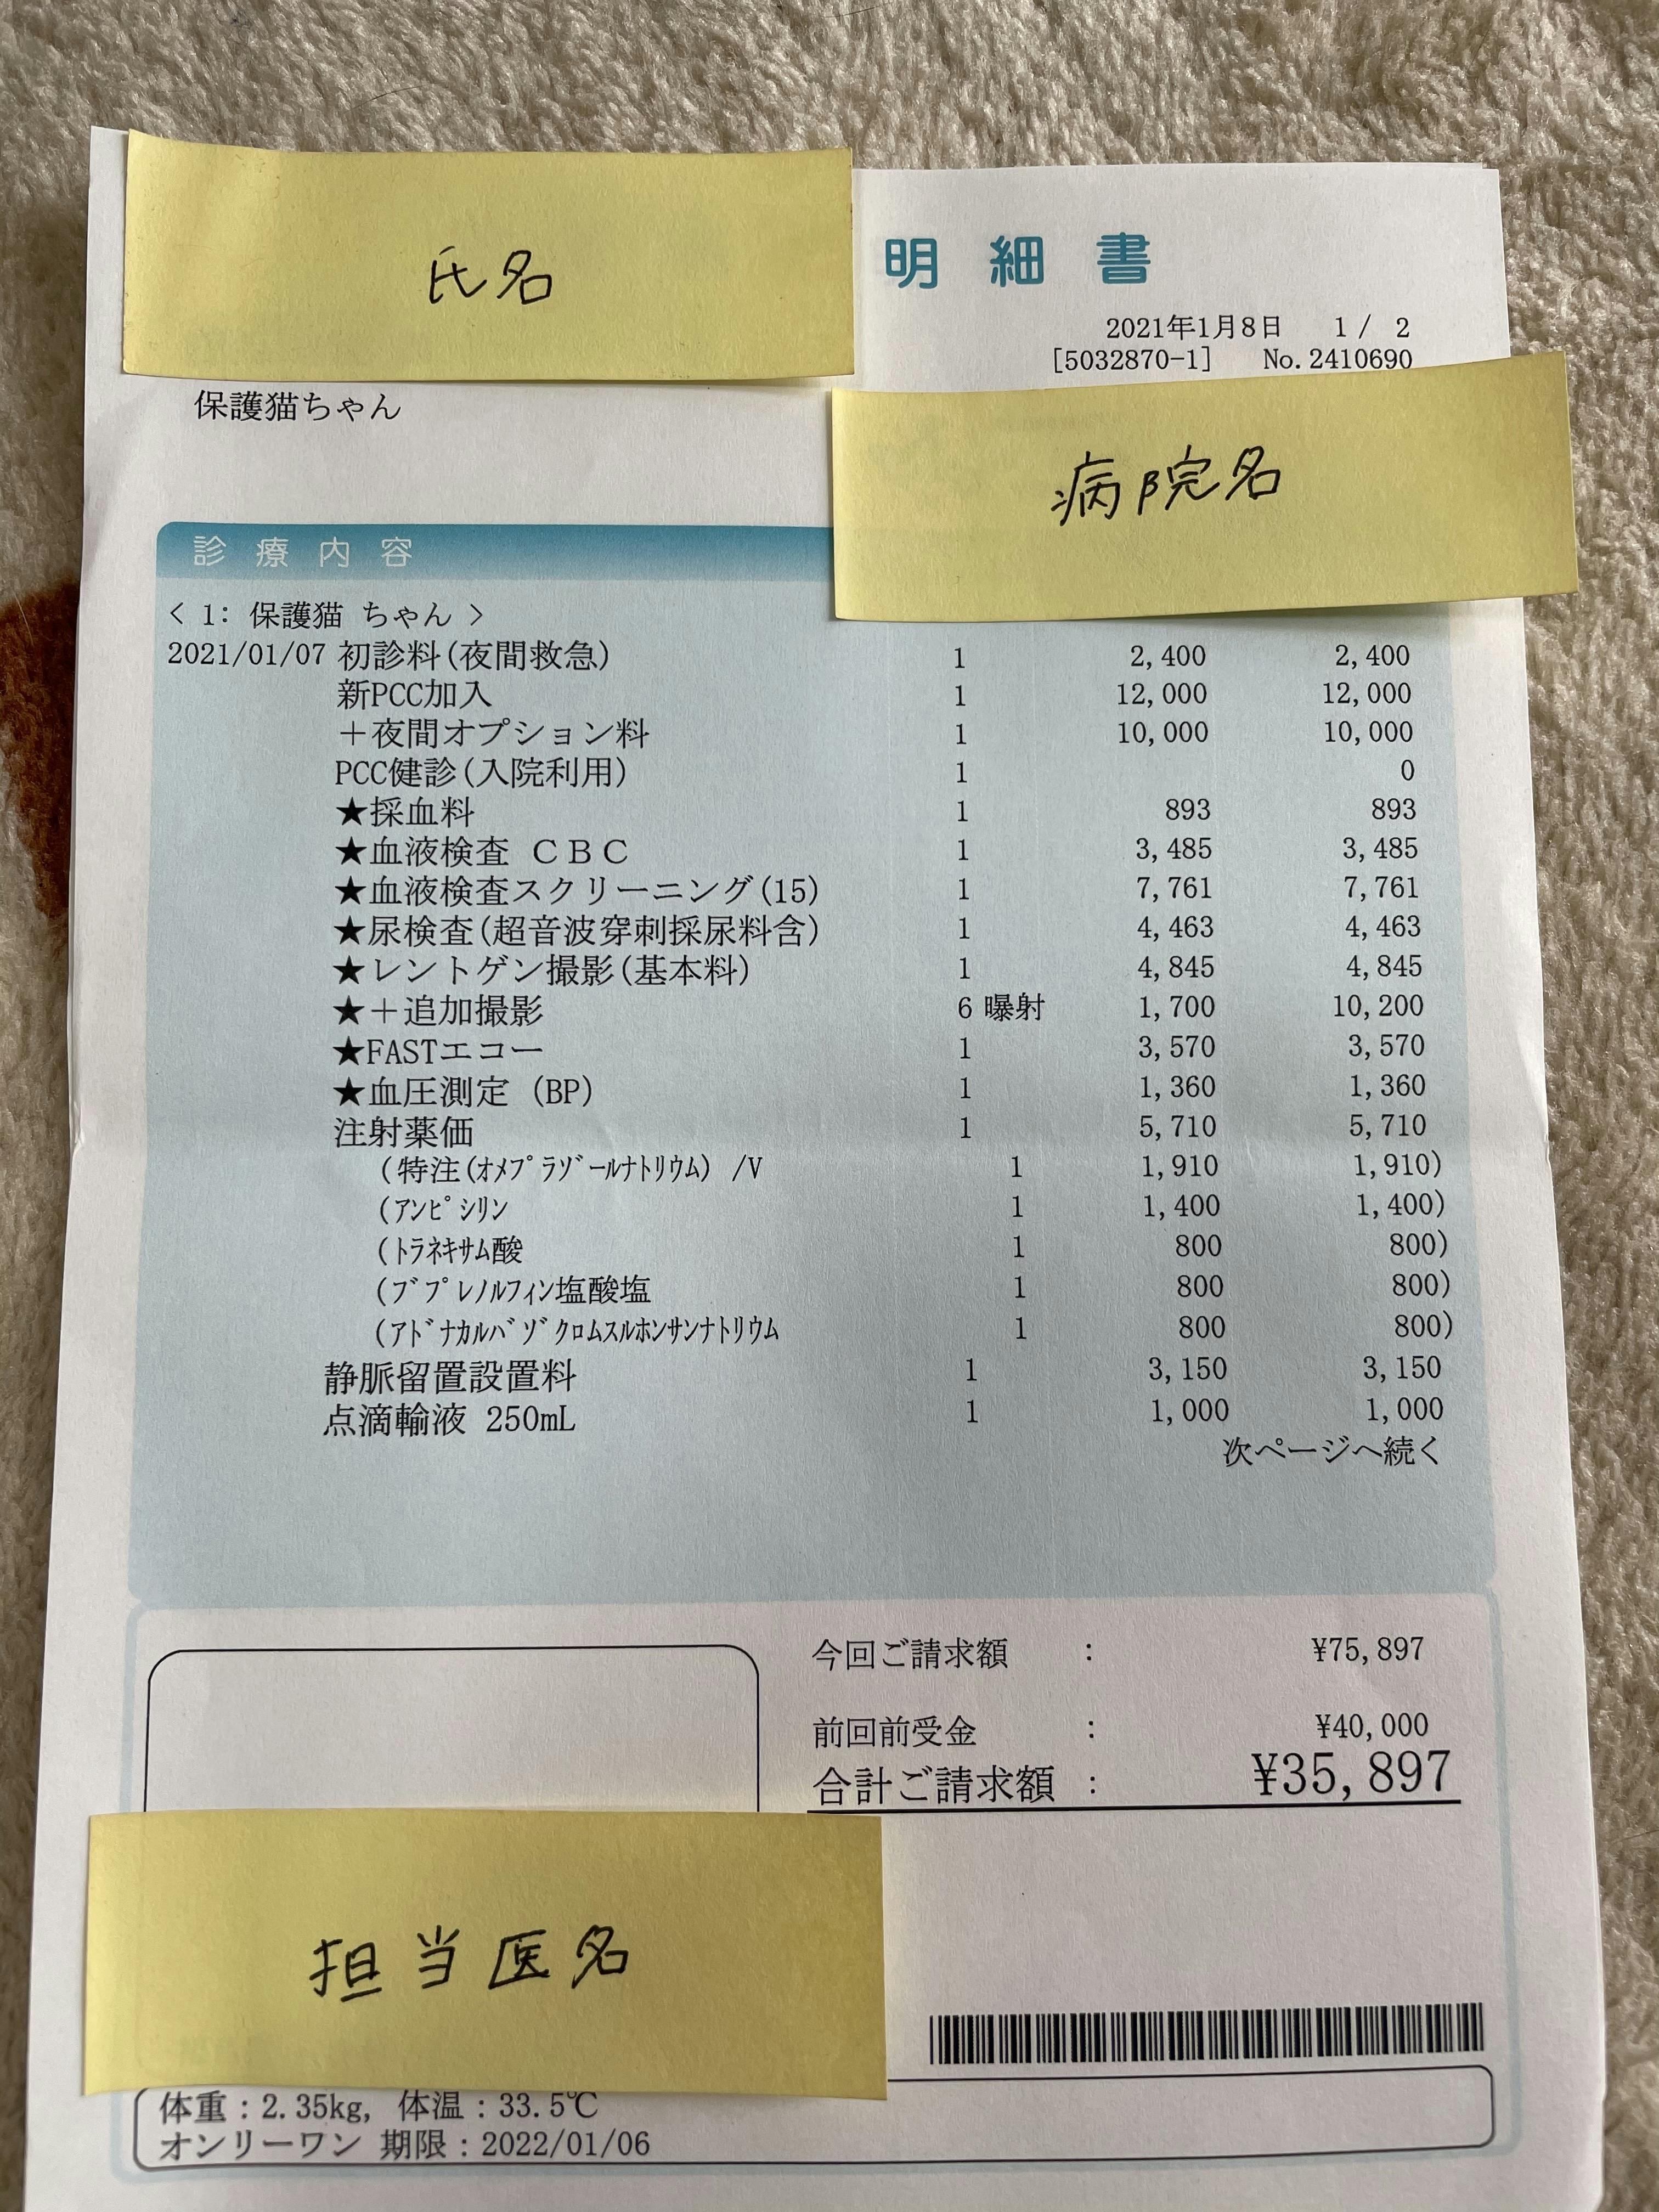 氏名
明細書
2021年1月8日 1 / 2
[5032870-1] No.2410690
保護猫ちゃん
病院名
診療内容
< 1: 保護猫 ちゃん >
2021/01/07 初診料(夜間救急) 1 2,400 2,400
新PCC加入 1 12,000 12,000
＋夜間オプション料 1 10,000 10,000
PCC健診(入院利用) 1 0
★採血料 1 893 893
★血液検査 ＣＢＣ 1 3,485 3,485
★血液検査スクリーニング(15) 1 7,761 7,761
★尿検査(超音波穿刺採尿料含) 1 4,463 4,463
★レントゲン撮影(基本料) 1 4,845 4,845
★＋追加撮影 6 曝射 1,700 10,200
★FASTエコー 1 3,570 3,570
★血圧測定 (BP) 1 1,360 1,360
注射薬価 1 5,710 5,710
(特注(ｵﾒﾌﾟﾗｿﾞｰﾙﾅﾄﾘｳﾑ) /V 1 1,910 1,910)
(ｱﾝﾋﾟｼﾘﾝ 1 1,400 1,400)
(ﾄﾗﾈｷｻﾑ酸 1 800 800)
(ﾌﾞﾌﾟﾚﾉﾙﾌｨﾝ塩酸塩 1 800 800)
(ｱﾄﾞﾅｶﾙﾊﾞｿﾞｸﾛﾑｽﾙﾎﾝｻﾝﾅﾄﾘｳﾑ 1 800 800)
静脈留置設置料 1 3,150 3,150
点滴輸液 250mL 1 1,000 1,000
次ページへ続く
今回ご請求額 : ¥75,897
前回前受金 : ¥40,000
合計ご請求額 : ¥35,897
担当医名
体重：2.35kg, 体温：33.5℃
オンリーワン 期限：2022/01/06